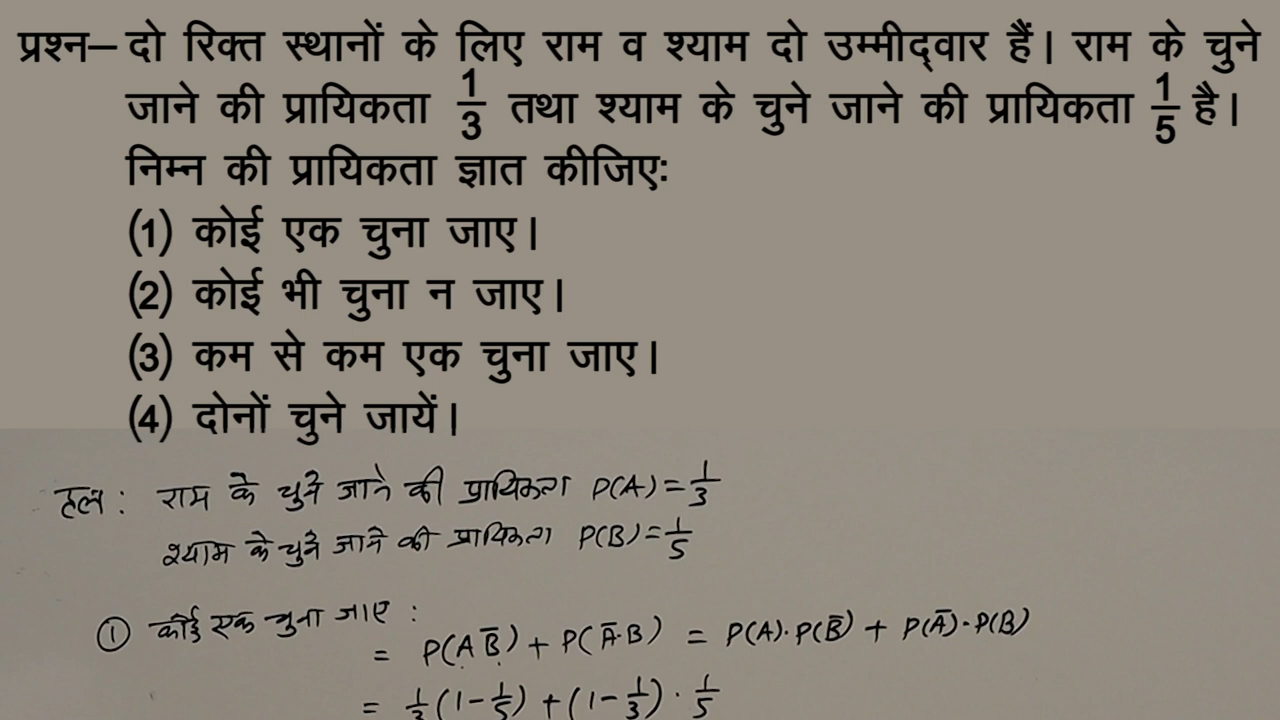 प्रश्न– दो रिक्त स्थानों के लिए राम व श्याम दो उम्मीद्वार हैं। राम के चुने
जाने की प्रायिकता 1/3 तथा श्याम के चुने जाने की प्रायिकता 1/5 है।
निम्न की प्रायिकता ज्ञात कीजिएः
(1) कोई एक चुना जाए।
(2) कोई भी चुना न जाए।
(3) कम से कम एक चुना जाए।
(4) दोनों चुने जायें।
हल : राम के चुने जाने की प्रायिकता P(A)=1/3
श्याम के चुने जाने की प्रायिकता P(B)=1/5
① कोई एक चुना जाए :
= P(A B̅) + P(A̅·B) = P(A)·P(B̅) + P(A̅)·P(B)
= 1/3(1-1/5) + (1-1/3)·1/5